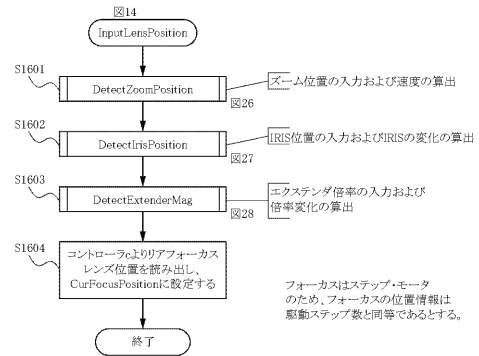 図14
InputLensPosition
S1601
DetectZoomPosition
図26
ズーム位置の入力および速度の算出
S1602
DetectIrisPosition
図27
IRIS位置の入力およびIRISの変化の算出
S1603
DetectExtenderMag
図28
エクステンダ倍率の入力および
倍率変化の算出
S1604
コントローラcよりリアフォーカス
レンズ位置を読み出し、
CurFocusPositionに設定する
フォーカスはステップ・モータ
のため、フォーカスの位置情報は
駆動ステップ数と同等であるとする。
終了